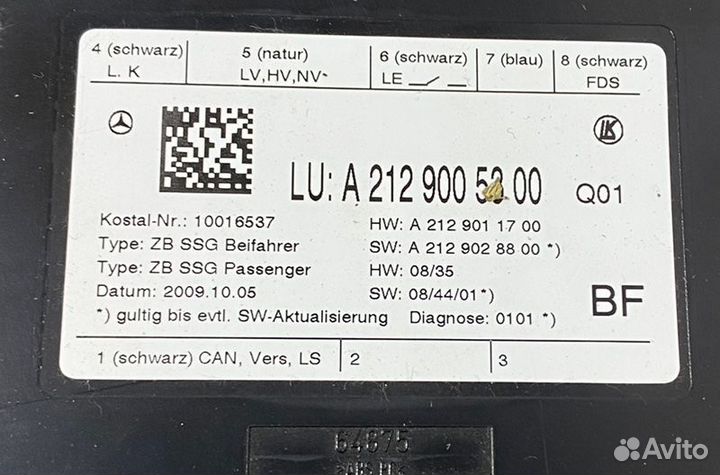 4 (schwarz) 5 (natur) 6 (schwarz) 7 (blau) 8 (schwarz)
L. K LV,HV,NV* LE FDS
LK
LU: A 212 900 00 Q01
Kostal-Nr.: 10016537 HW: A 212 901 17 00
Type: ZB SSG Beifahrer SW: A 212 902 88 00 *)
Type: ZB SSG Passenger HW: 08/35
Datum: 2009.10.05 SW: 08/44/01*)
BF
*) gultig bis evtl. SW-Aktualisierung Diagnose: 0101 *)
1 (schwarz) CAN, Vers, LS 2 3
64675
Avito